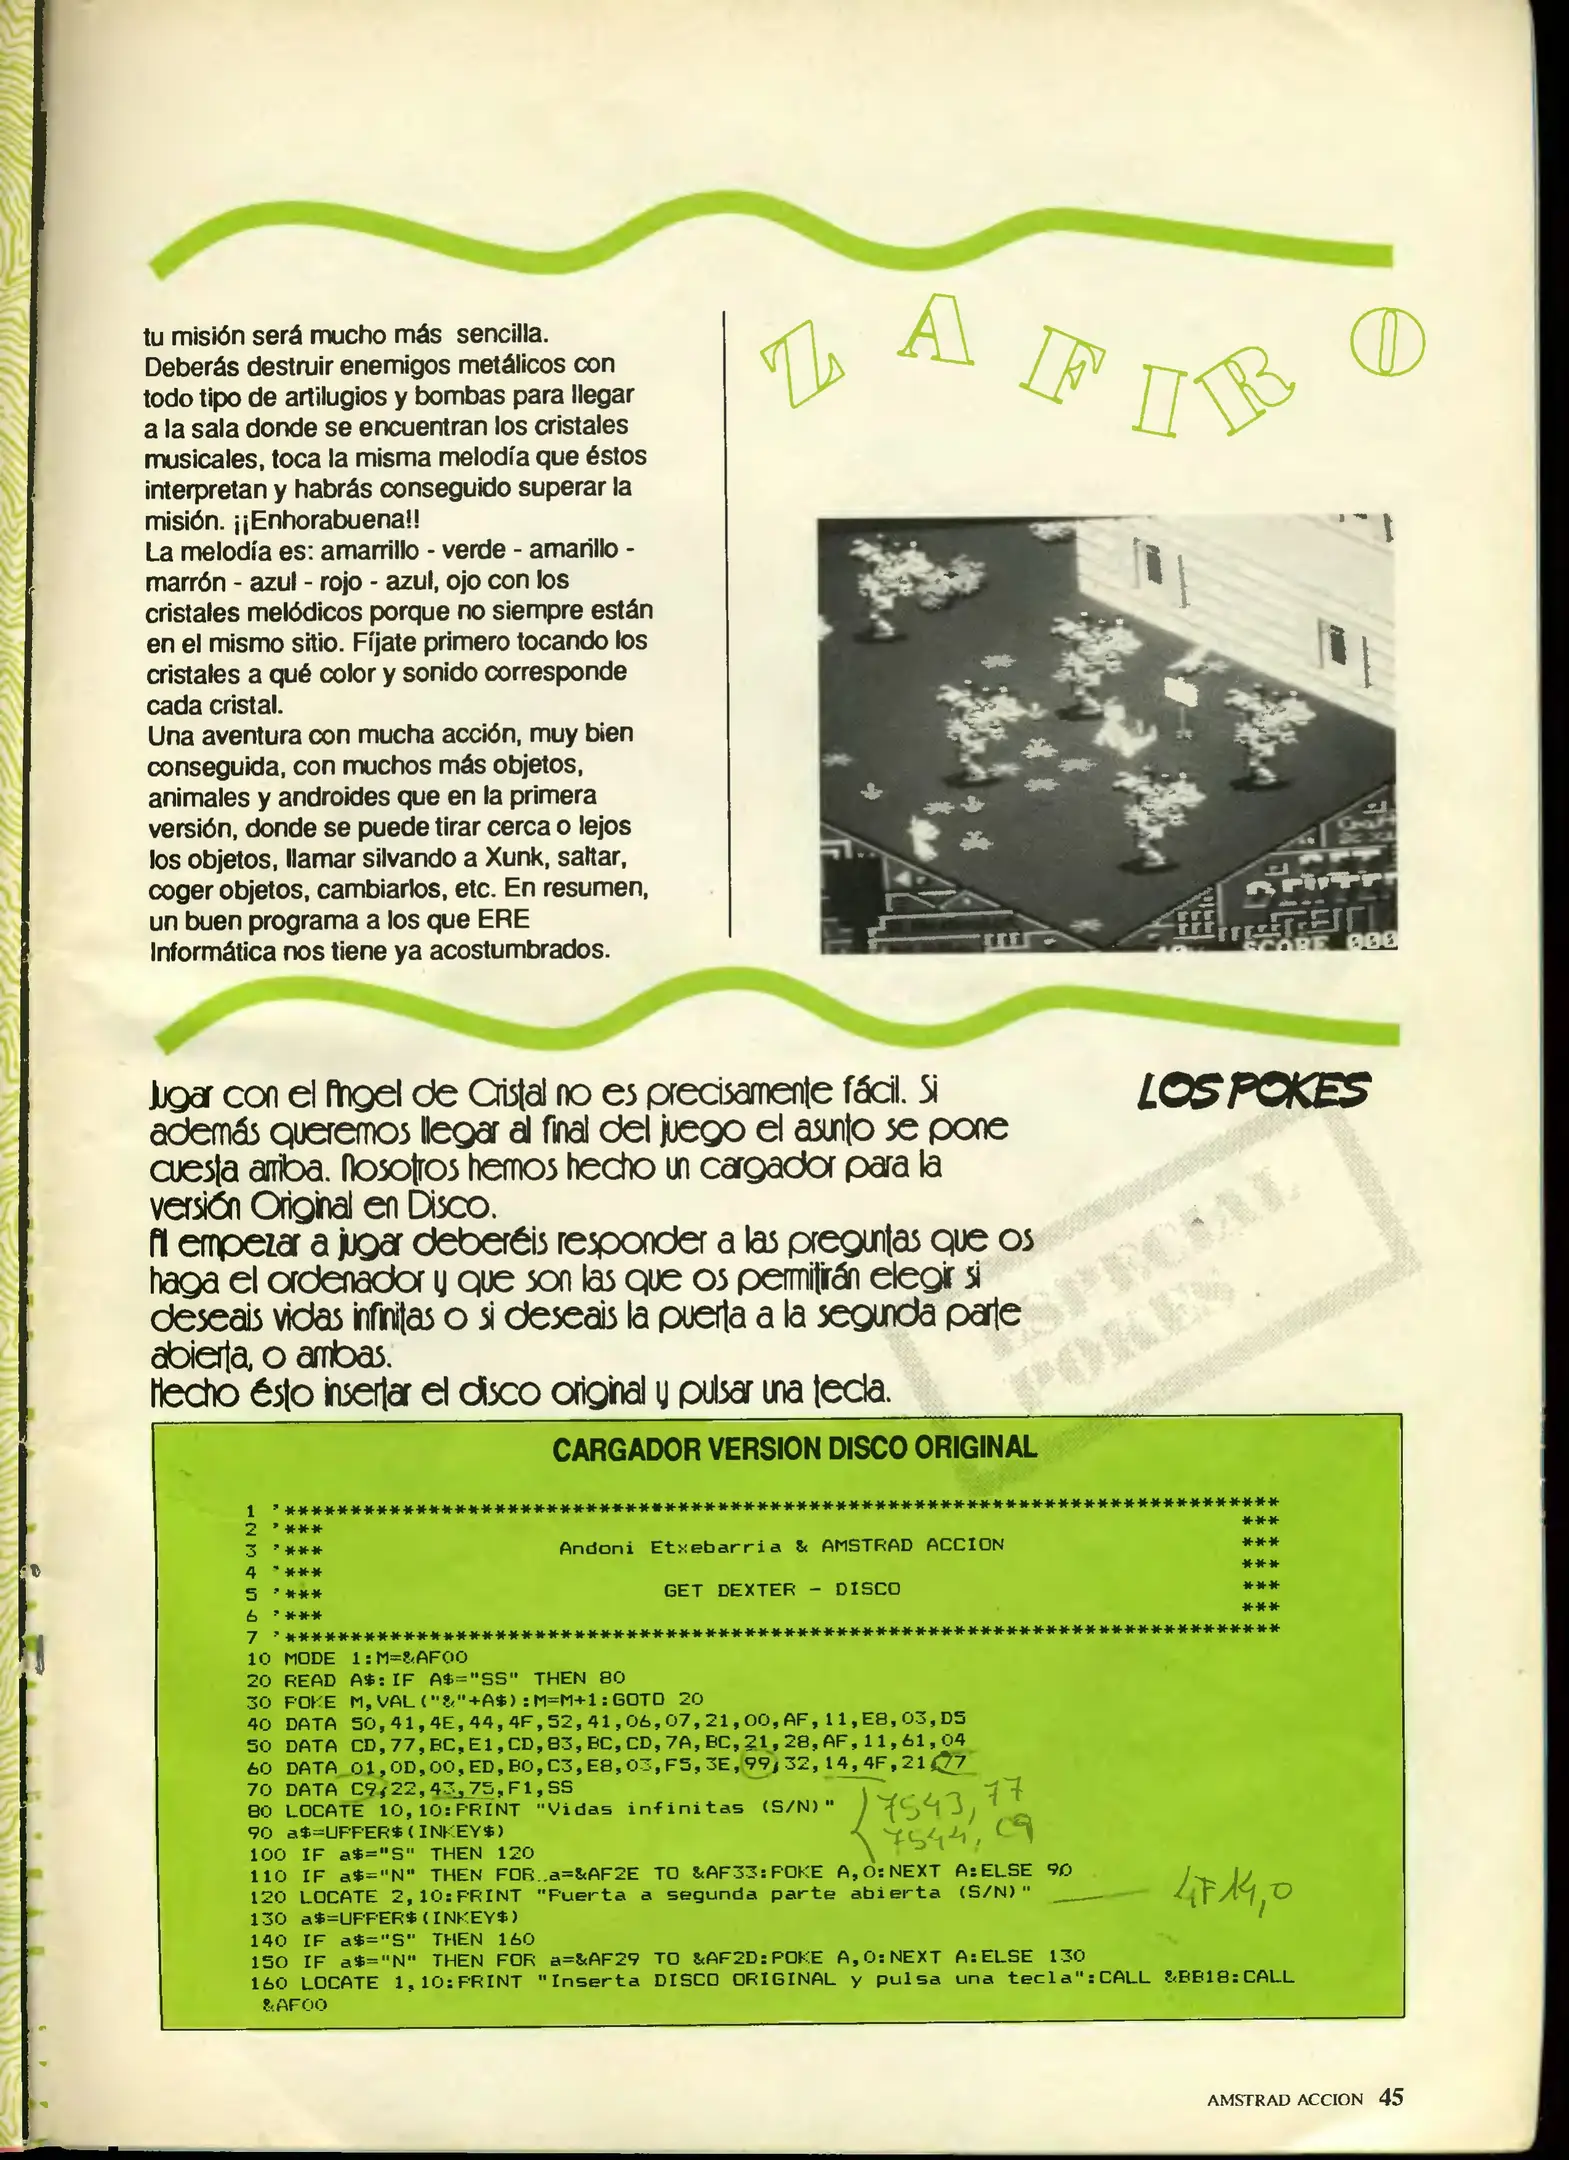 tu misión será mucho más sencilla.
Deberás destruir enemigos metálicos con
todo tipo de artilugios y bombas para llegar
a la sala donde se encuentran los cristales
musicales, toca la misma melodía que éstos
interpretan y habrás conseguido superar la
misión. ¡¡Enhorabuena!!
La melodía es: amarrillo - verde - amarillo -
marrón - azul - rojo - azul, ojo con los
cristales melódicos porque no siempre están
en el mismo sitio. Fíjate primero tocando los
cristales a qué color y sonido corresponde
cada cristal.
Una aventura con mucha acción, muy bien
conseguida, con muchos más objetos,
animales y androides que en la primera
versión, donde se puede tirar cerca o lejos
los objetos, llamar silvando a Xunk, saltar,
coger objetos, cambiarlos, etc. En resumen,
un buen programa a los que ERE
Informática nos tiene ya acostumbrados.
ZAFIRO
SCORE 000
LOS POKES
Jugar con el Angel de Cristal no es precisamente fácil. Si
además queremos llegar al final del juego el asunto se pone
cuesta arriba. Nosotros hemos hecho un cargador para la
versión Original en Disco.
Al empezar a jugar deberéis responder a las preguntas que os
haga el ordenador y que son las que os permitirán elegir si
deseais vidas infinitas o si deseais la puerta a la segunda parte
abierta, o ambas.
Hecho ésto insertar el disco original y pulsar una tecla.
ESPECIAL
POKES
CARGADOR VERSION DISCO ORIGINAL
1 '****************************************************************************
2 '*** ***
3 '*** Andoni Etxebarria & AMSTRAD ACCION ***
4 '*** ***
5 '*** GET DEXTER - DISCO ***
6 '*** ***
7 '****************************************************************************
10 MODE 1:M=&AF00
20 READ A$:IF A$="SS" THEN 80
30 POKE M,VAL("&"+A$):M=M+1:GOTO 20
40 DATA 50,41,4E,44,4F,52,41,06,07,21,00,AF,11,E8,03,D5
50 DATA CD,77,BC,E1,CD,83,BC,CD,7A,BC,21,28,AF,11,61,04
60 DATA 01,0D,00,ED,B0,C3,E8,03,F5,3E,99,32,14,4F,21,77
70 DATA C9,22,43,75,F1,SS
80 LOCATE 10,10:PRINT "Vidas infinitas (S/N)"
7543, 77
90 a$=UPPER$(INKEY$)
7544, C9
100 IF a$="S" THEN 120
110 IF a$="N" THEN FOR a=&AF2E TO &AF33:POKE A,0:NEXT A:ELSE 90
120 LOCATE 2,10:PRINT "Puerta a segunda parte abierta (S/N)"
4F14,0
130 a$=UPPER$(INKEY$)
140 IF a$="S" THEN 160
150 IF a$="N" THEN FOR a=&AF29 TO &AF2D:POKE A,0:NEXT A:ELSE 130
160 LOCATE 1,10:PRINT "Inserta DISCO ORIGINAL y pulsa una tecla":CALL &BB18:CALL
&AF00
AMSTRAD ACCION 45